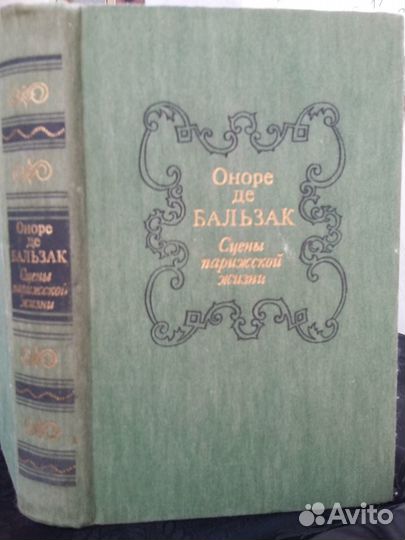 Оноре
де
БАЛЬЗАК
Сцены
парижской
жизни
Оноре
де
БАЛЬЗАК
Сцены
парижской
жизни
Avito